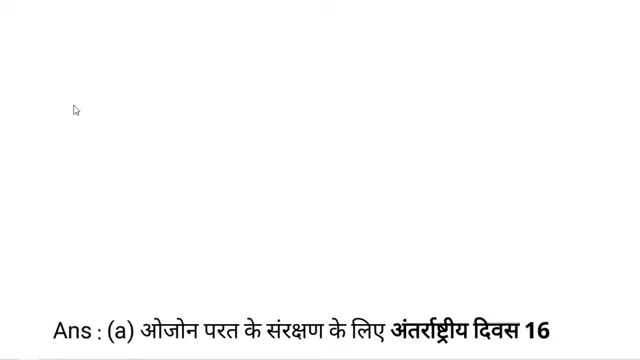 Ans : (a) ओजोन परत के संरक्षण के लिए अंतर्राष्ट्रीय दिवस 16